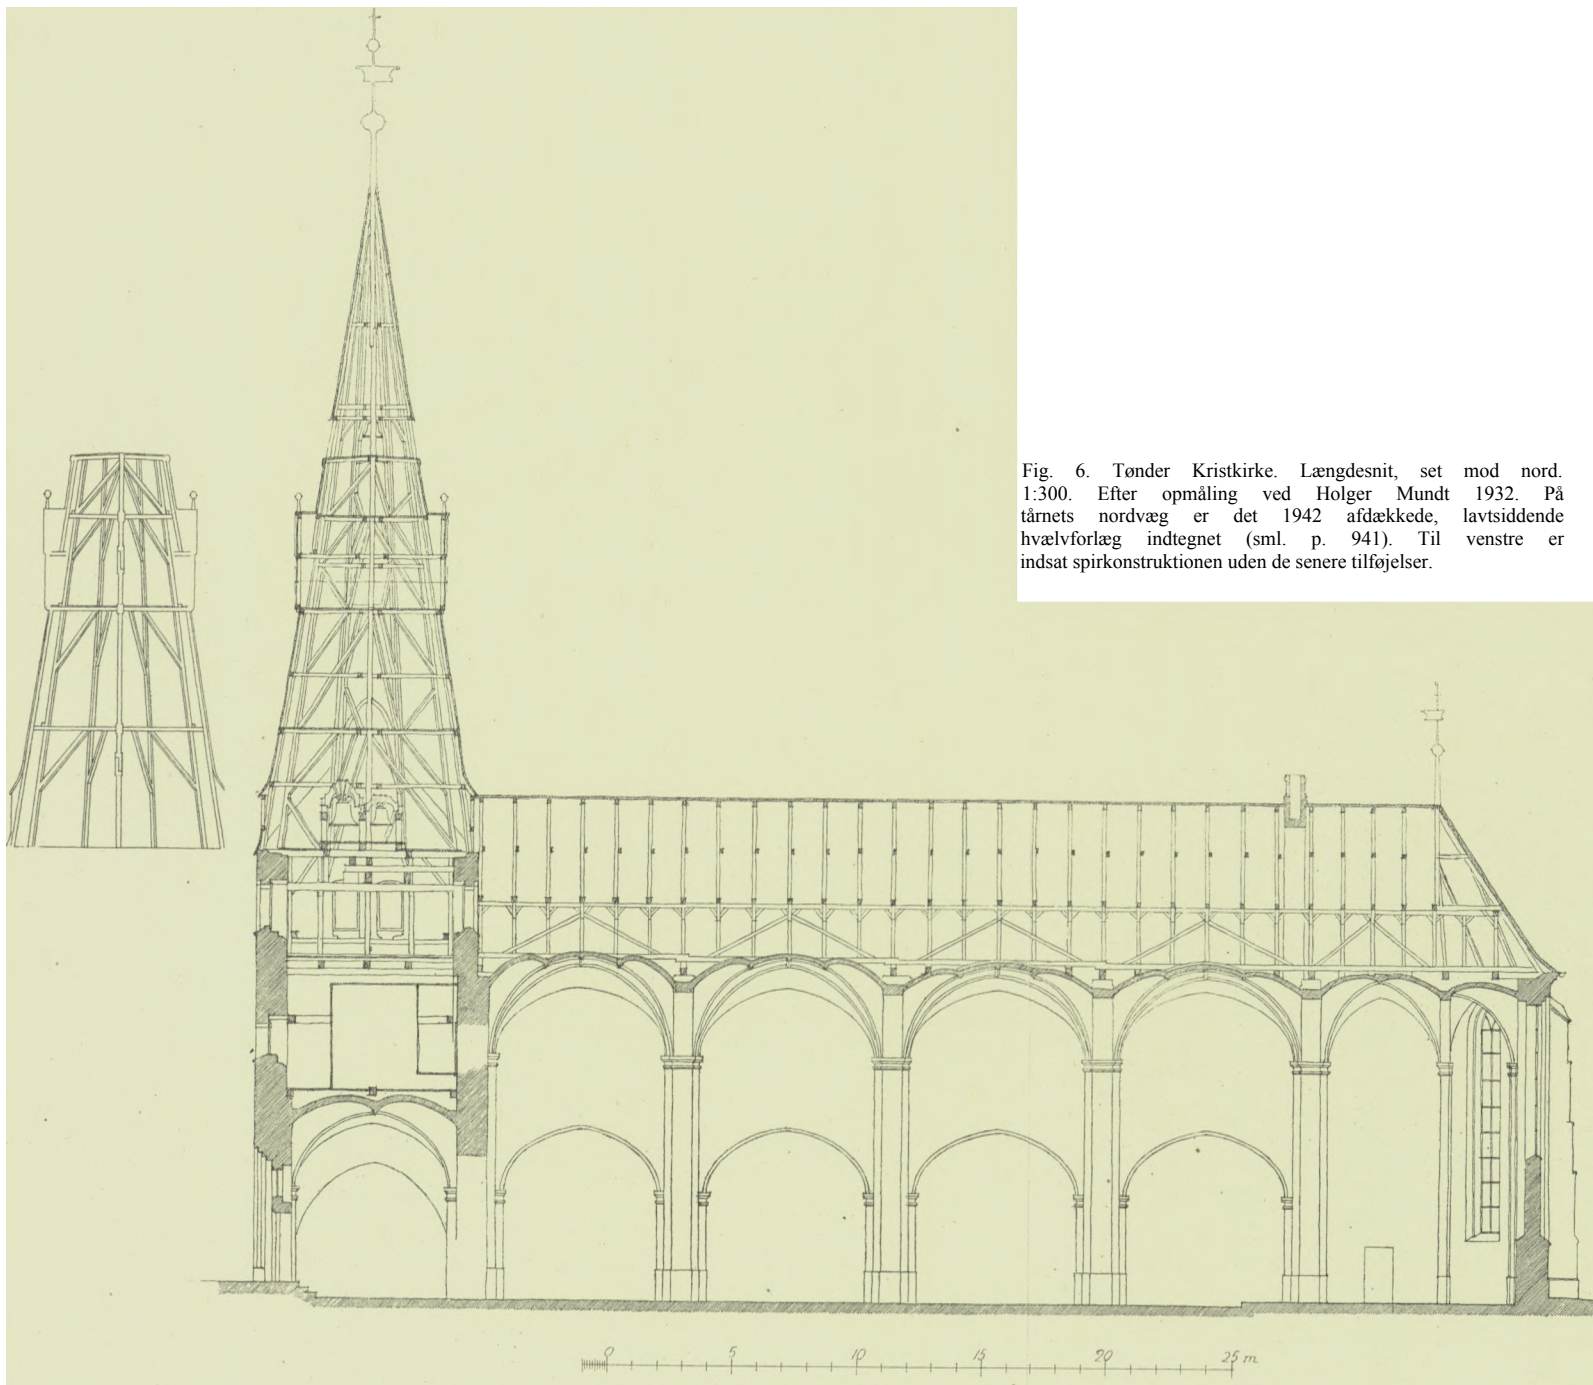 Fig. 6. Tønder Kristkirke. Længdesnit, set mod nord.
1:300. Efter opmåling ved Holger Mundt 1932. På
tårnets nordvæg er det 1942 afdækkede, lavtsiddende
hvælvforlæg indtegnet (sml. p. 941). Til venstre er
indsat spirkonstruktionen uden de senere tilføjelser.
0 5 10 15 20 25 m